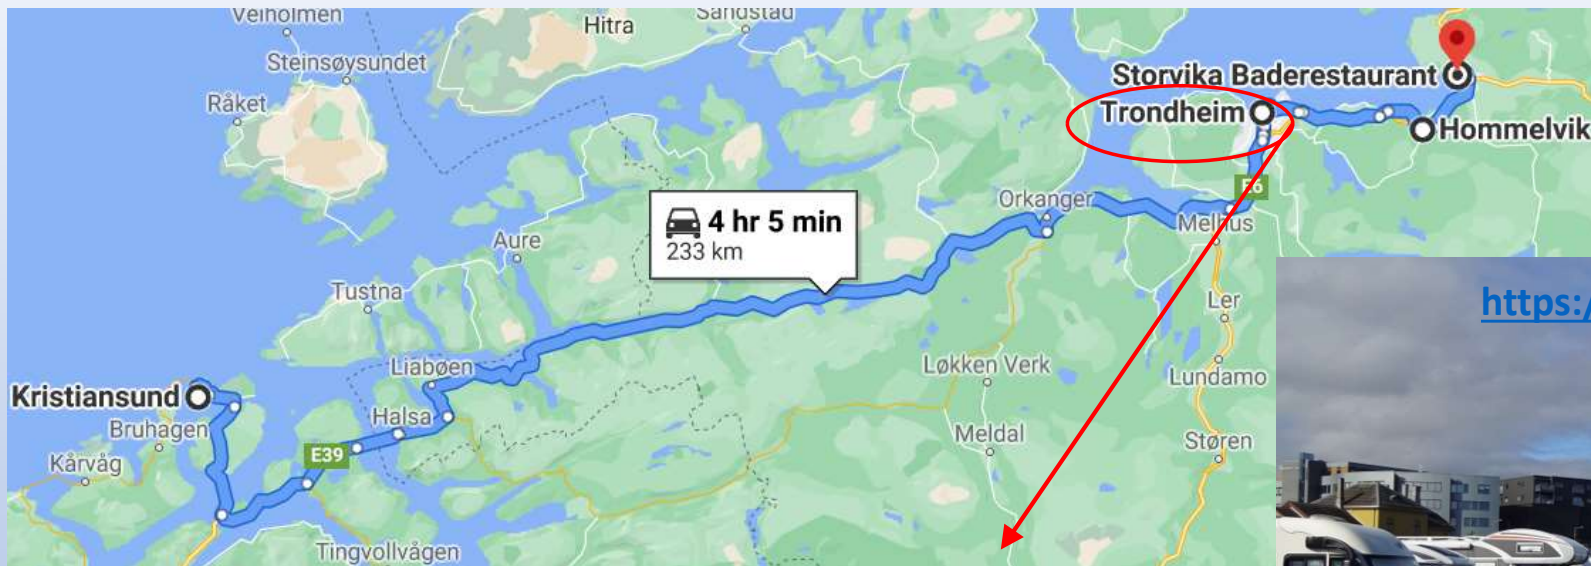 Veiholmen
Sandstad
Hitra
Steinsøysundet
Råket
Storvika Baderestaurant
Trondheim
Hommelvik
Orkanger
E6
Melhus
4 hr 5 min
233 km
Aure
Tustna
https:/
Ler
Liabøen
Løkken Verk
Lundamo
Kristiansund
Bruhagen
Halsa
Meldal
Støren
E39
Kårvåg
Tingvollvågen